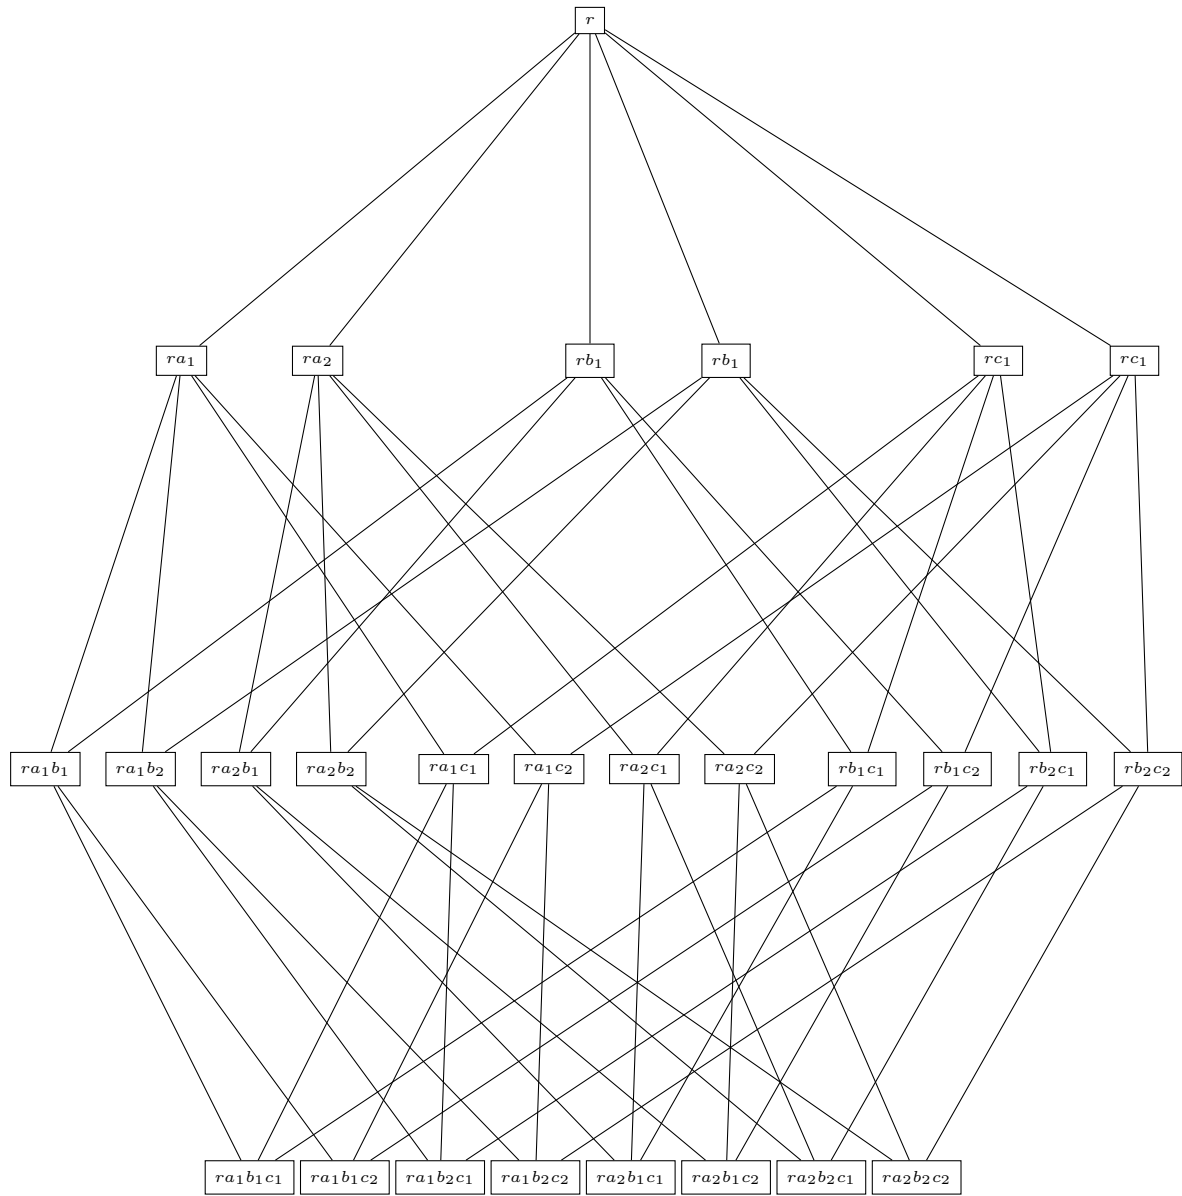 r
ra₁ ra₂ rb₁ rb₁ rc₁ rc₁
ra₁b₁ ra₁b₂ ra₂b₁ ra₂b₂ ra₁c₁ ra₁c₂ ra₂c₁ ra₂c₂ rb₁c₁ rb₁c₂ rb₂c₁ rb₂c₂
ra₁b₁c₁ ra₁b₁c₂ ra₁b₂c₁ ra₁b₂c₂ ra₂b₁c₁ ra₂b₁c₂ ra₂b₂c₁ ra₂b₂c₂